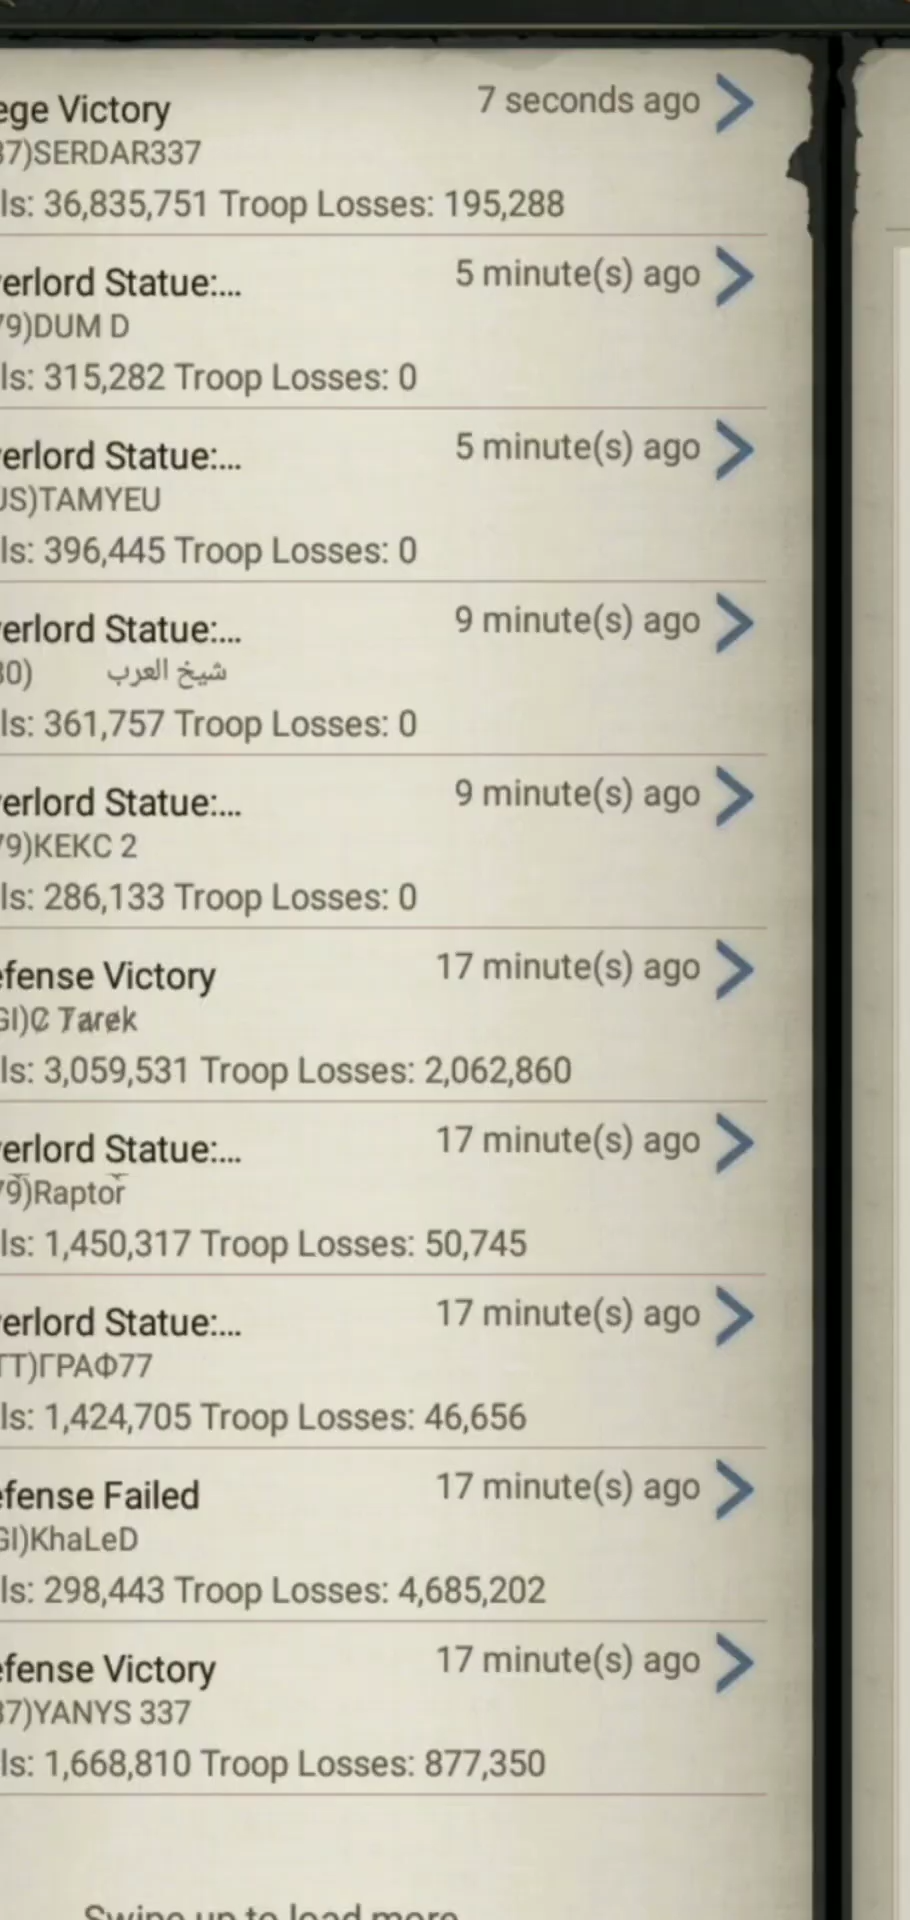 ege Victory
7 seconds ago
37)SERDAR337
ls: 36,835,751 Troop Losses: 195,288
erlord Statue:...
5 minute(s) ago
79)DUM D
ls: 315,282 Troop Losses: 0
erlord Statue:...
5 minute(s) ago
US)TAMYEU
ls: 396,445 Troop Losses: 0
erlord Statue:...
9 minute(s) ago
30) شيخ العرب
ls: 361,757 Troop Losses: 0
erlord Statue:...
9 minute(s) ago
79)KEKC 2
ls: 286,133 Troop Losses: 0
efense Victory
17 minute(s) ago
GI)₢ Tarek
ls: 3,059,531 Troop Losses: 2,062,860
erlord Statue:...
17 minute(s) ago
79)Raptor
ls: 1,450,317 Troop Losses: 50,745
erlord Statue:...
17 minute(s) ago
TT)ГРАФ77
ls: 1,424,705 Troop Losses: 46,656
efense Failed
17 minute(s) ago
GI)KhaLeD
ls: 298,443 Troop Losses: 4,685,202
efense Victory
17 minute(s) ago
37)YANYS 337
ls: 1,668,810 Troop Losses: 877,350
Swipe up to load more